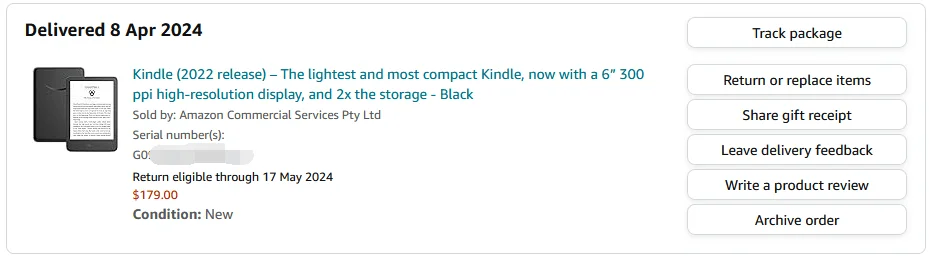 Delivered 8 Apr 2024
Track package
Kindle (2022 release) – The lightest and most compact Kindle, now with a 6” 300
ppi high-resolution display, and 2x the storage - Black
Sold by: Amazon Commercial Services Pty Ltd
Serial number(s):
Return eligible through 17 May 2024
$179.00
Condition: New
Return or replace items
Share gift receipt
Leave delivery feedback
Write a product review
Archive order